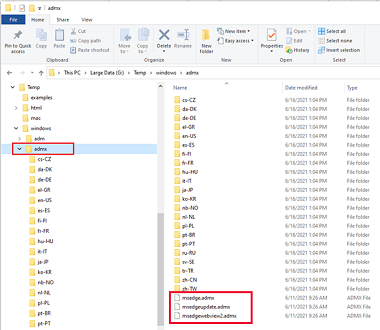 admx
File
Home
Share
View
Pin to Quick access
Copy
Paste
Cut
Copy path
Paste shortcut
Clipboard
Move to
Copy to
Delete
Rename
Organize
New folder
New item
Easy access
New
Properties
Open
Edit
History
Open
Select all
Select none
Invert selection
Select
This PC > Large Data (G:) > Temp > windows > admx
Temp
examples
html
mac
windows
adm
admx
cs-CZ
da-DK
de-DE
el-GR
en-US
es-ES
fi-FI
fr-FR
hu-HU
it-IT
ja-JP
ko-KR
nb-NO
nl-NL
pl-PL
pt-BR
pt-PT
Name
Date modified
Type
cs-CZ 6/16/2021 1:04 PM File folder
da-DK 6/16/2021 1:04 PM File folder
de-DE 6/16/2021 1:04 PM File folder
el-GR 6/16/2021 1:04 PM File folder
en-US 6/16/2021 1:04 PM File folder
es-ES 6/16/2021 1:04 PM File folder
fi-FI 6/16/2021 1:04 PM File folder
fr-FR 6/16/2021 1:04 PM File folder
hu-HU 6/16/2021 1:04 PM File folder
it-IT 6/16/2021 1:04 PM File folder
ja-JP 6/16/2021 1:04 PM File folder
ko-KR 6/16/2021 1:04 PM File folder
nb-NO 6/16/2021 1:04 PM File folder
nl-NL 6/16/2021 1:04 PM File folder
pl-PL 6/16/2021 1:04 PM File folder
pt-BR 6/16/2021 1:04 PM File folder
pt-PT 6/16/2021 1:04 PM File folder
ru-RU 6/16/2021 1:04 PM File folder
sv-SE 6/16/2021 1:04 PM File folder
tr-TR 6/16/2021 1:04 PM File folder
zh-CN 6/16/2021 1:04 PM File folder
zh-TW 6/16/2021 1:04 PM File folder
msedge.admx 6/11/2021 9:26 AM ADMX File
msedgeupdate.admx 6/11/2021 9:26 AM ADMX File
msedgewebview2.admx 6/11/2021 9:26 AM ADMX File